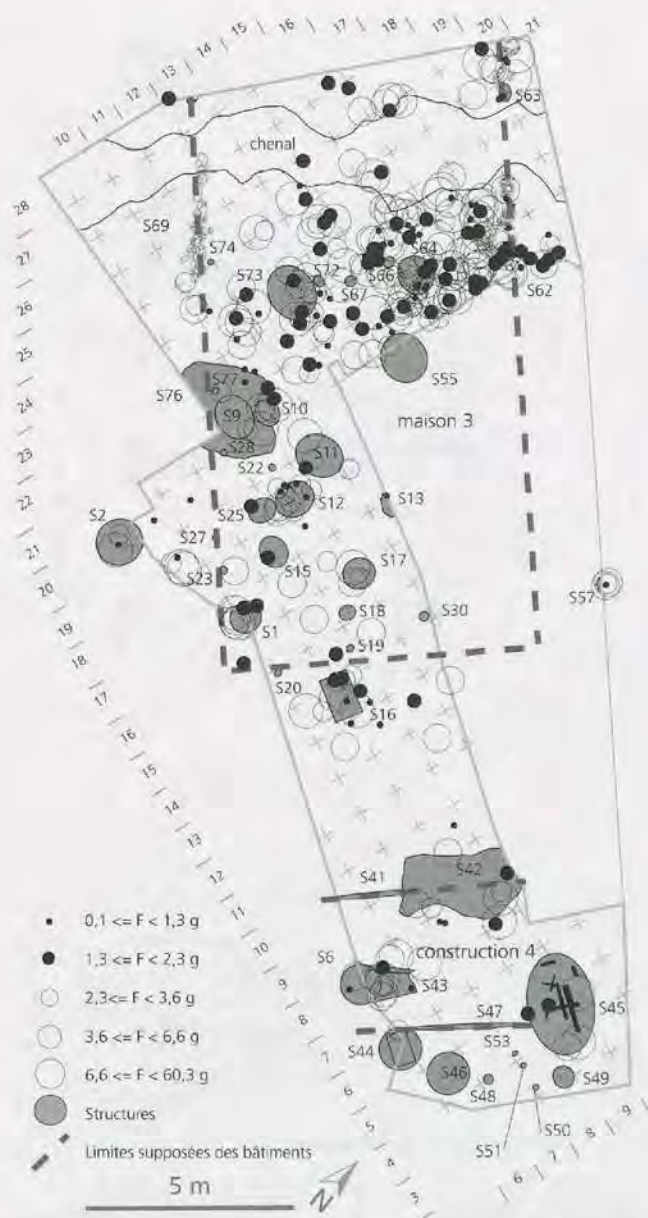 10 11 12 13 14 15 16 17 18 19 20 21
S63
chenal
28
27
26
25
24
23
22
21
20
19
18
17
16
15
14
13
12
11
10
9
8
7
6
5
4
3
S69
S74
S73
S72
S67
S66
S64
S62
S76
S77
S9
S10
S28
S55
maison 3
S22
S11
S25
S12
S13
S2
S27
S23
S15
S17
S57
S1
S18
S30
S19
S20
S16
S41
S42
construction 4
S6
S43
S47
S45
S44
S53
S46
S48
S49
S51
S50
6 7 8 9
0,1 <= F < 1,3 g
1,3 <= F < 2,3 g
2,3<= F < 3,6 g
3,6 <= F < 6,6 g
6,6 <= F < 60,3 g
Structures
Limites supposées des bâtiments
5 m
N